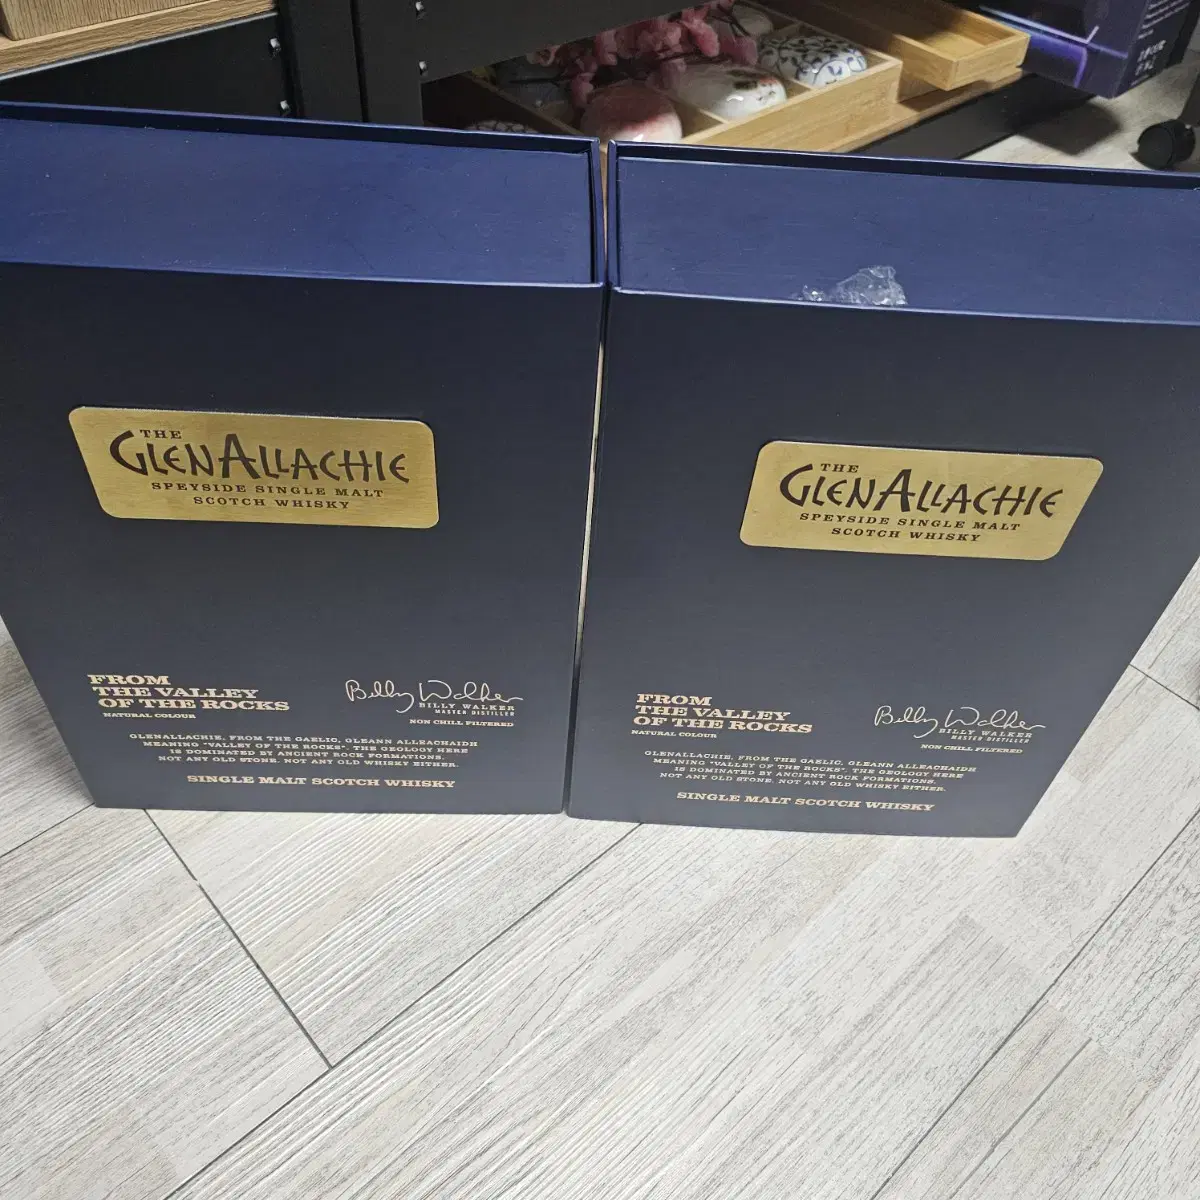 THE
GLENALLACHIE
SPEYSIDE SINGLE MALT
SCOTCH WHISKY
FROM
THE VALLEY
OF THE ROCKS
NATURAL COLOUR
Billy Walker
BILLY WALKER
MASTER DISTILLER
NON CHILL FILTERED
GLENALLACHIE, FROM THE GAELIC, GLEANN ALLEACHAIDH
MEANING "VALLEY OF THE ROCKS". THE GEOLOGY HERE
IS DOMINATED BY ANCIENT ROCK FORMATIONS.
NOT ANY OLD STONE. NOT ANY OLD WHISKY EITHER.
SINGLE MALT SCOTCH WHISKY
THE
GLENALLACHIE
SPEYSIDE SINGLE MALT
SCOTCH WHISKY
FROM
THE VALLEY
OF THE ROCKS
NATURAL COLOUR
Billy Walker
BILLY WALKER
MASTER DISTILLER
NON CHILL FILTERED
GLENALLACHIE, FROM THE GAELIC, GLEANN ALLEACHAIDH
MEANING "VALLEY OF THE ROCKS". THE GEOLOGY HERE
IS DOMINATED BY ANCIENT ROCK FORMATIONS.
NOT ANY OLD STONE. NOT ANY OLD WHISKY EITHER.
SINGLE MALT SCOTCH WHISKY